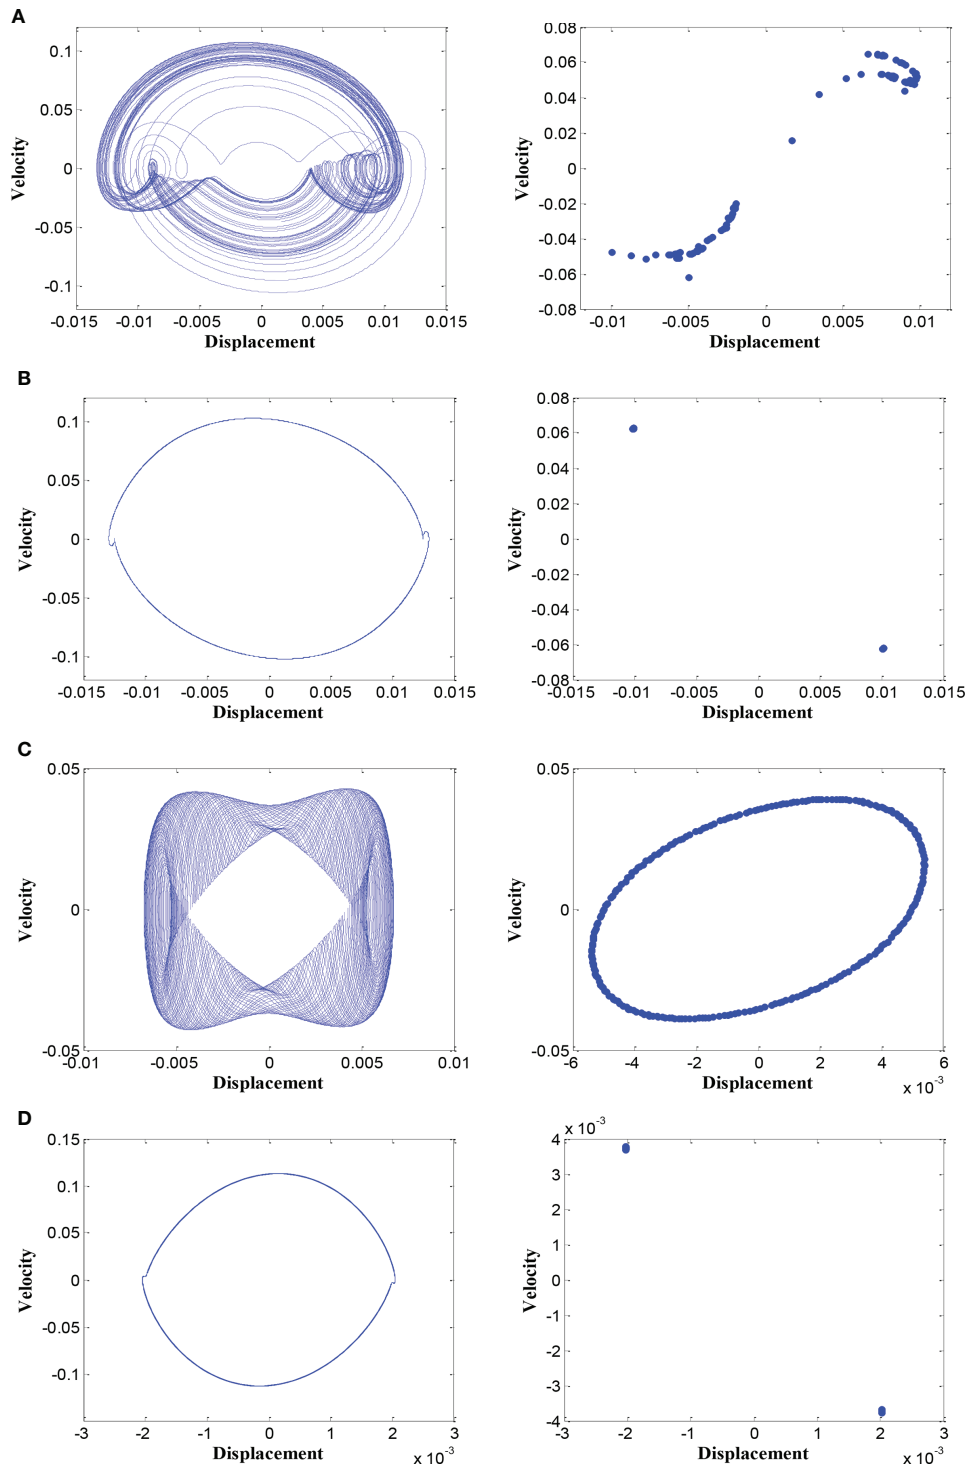 A
0.1
0.05
0
-0.05
-0.1
Velocity
-0.015 -0.01 -0.005 0 0.005 0.01 0.015
Displacement
0.08
0.06
0.04
0.02
0
-0.02
-0.04
-0.06
-0.08
Velocity
-0.01 -0.005 0 0.005 0.01
Displacement
B
0.1
0.05
0
-0.05
-0.1
Velocity
-0.015 -0.01 -0.005 0 0.005 0.01 0.015
Displacement
0.08
0.06
0.04
0.02
0
-0.02
-0.04
-0.06
-0.08
Velocity
-0.015 -0.01 -0.005 0 0.005 0.01 0.015
Displacement
C
0.05
0
-0.05
Velocity
-0.01 -0.005 0 0.005 0.01
Displacement
0.05
0
-0.05
Velocity
-6 -4 -2 0 2 4 6
Displacement
x 10⁻³
D
0.15
0.1
0.05
0
-0.05
-0.1
Velocity
-3 -2 -1 0 1 2 3
Displacement
x 10⁻³
x 10⁻³
4
3
2
1
0
-1
-2
-3
-4
Velocity
-3 -2 -1 0 1 2 3
Displacement
x 10⁻³